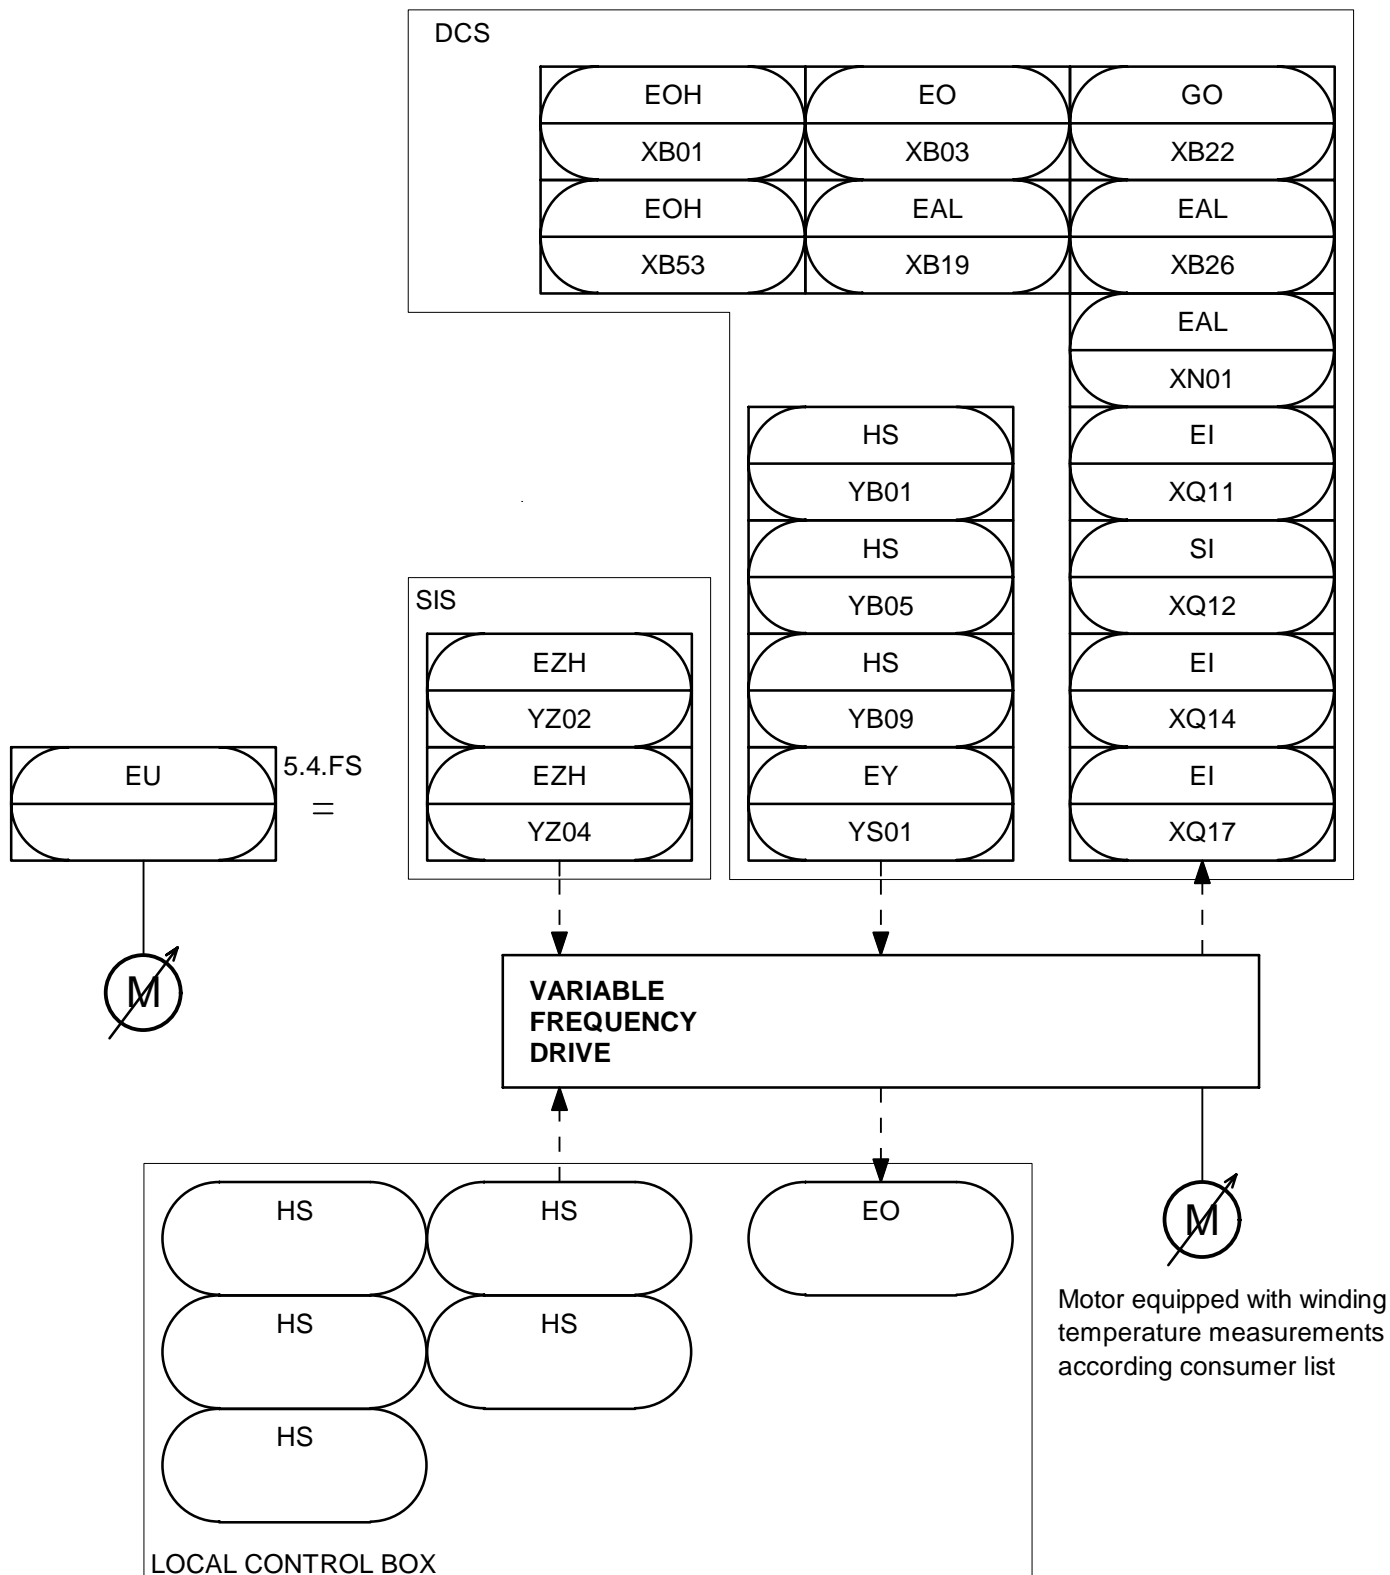 DCS
EOH
EO
GO
XB01
XB03
XB22
EOH
EAL
EAL
XB53
XB19
XB26
EAL
XN01
HS
EI
YB01
XQ11
HS
SI
YB05
XQ12
SIS
EZH
HS
EI
YZ02
YB09
XQ14
EU
5.4.FS
=
EZH
EY
EI
YZ04
YS01
XQ17
M
VARIABLE
FREQUENCY
DRIVE
HS
HS
EO
M
HS
HS
Motor equipped with winding
temperature measurements
according consumer list
HS
LOCAL CONTROL BOX